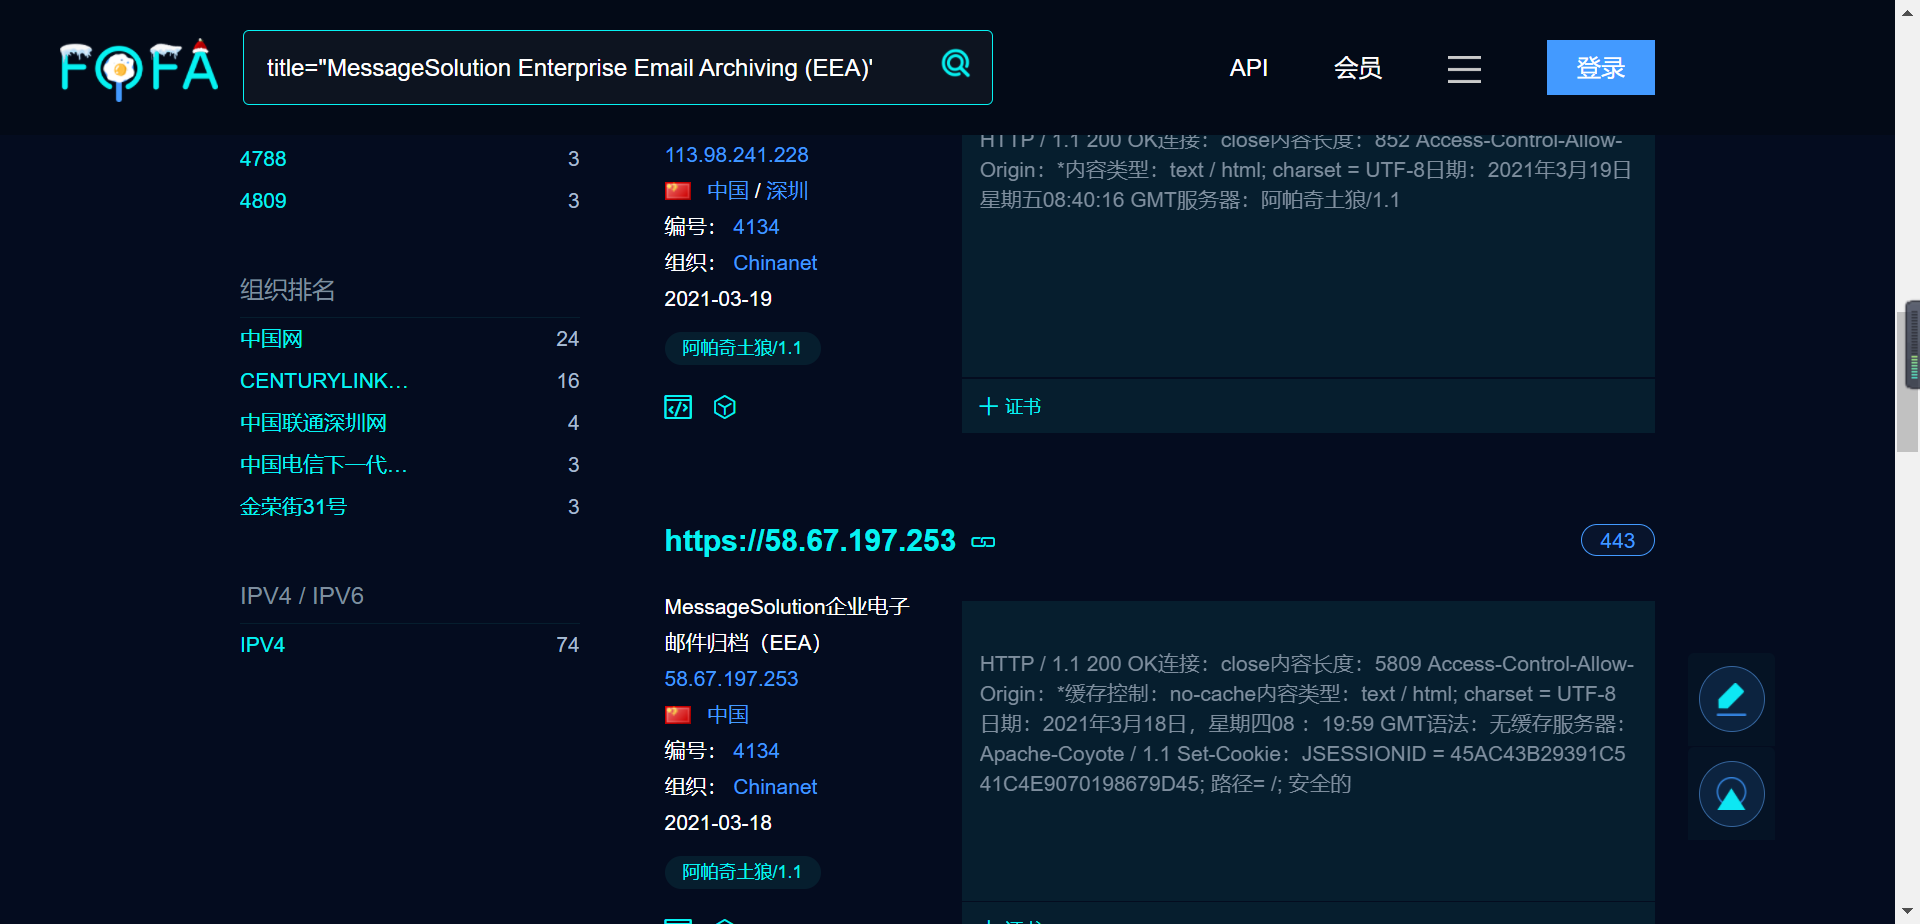 FOFA
title="MessageSolution Enterprise Email Archiving (EEA)'
API
会员
登录
4788 3
4809 3
组织排名
中国网 24
CENTURYLINK... 16
中国联通深圳网 4
中国电信下一代... 3
金荣街31号 3
IPV4 / IPV6
IPV4 74
113.98.241.228
中国 / 深圳
编号： 4134
组织： Chinanet
2021-03-19
阿帕奇土狼/1.1
HTTP / 1.1 200 OK连接：close内容长度：852 Access-Control-Allow-
Origin：*内容类型：text / html; charset = UTF-8日期：2021年3月19日
星期五08:40:16 GMT服务器：阿帕奇土狼/1.1
证书
https://58.67.197.253
443
MessageSolution企业电子
邮件归档（EEA）
58.67.197.253
中国
编号： 4134
组织： Chinanet
2021-03-18
阿帕奇土狼/1.1
HTTP / 1.1 200 OK连接：close内容长度：5809 Access-Control-Allow-
Origin：*缓存控制：no-cache内容类型：text / html; charset = UTF-8
日期：2021年3月18日，星期四08 ：19:59 GMT语法：无缓存服务器：
Apache-Coyote / 1.1 Set-Cookie：JSESSIONID = 45AC43B29391C5
41C4E9070198679D45; 路径= /; 安全的